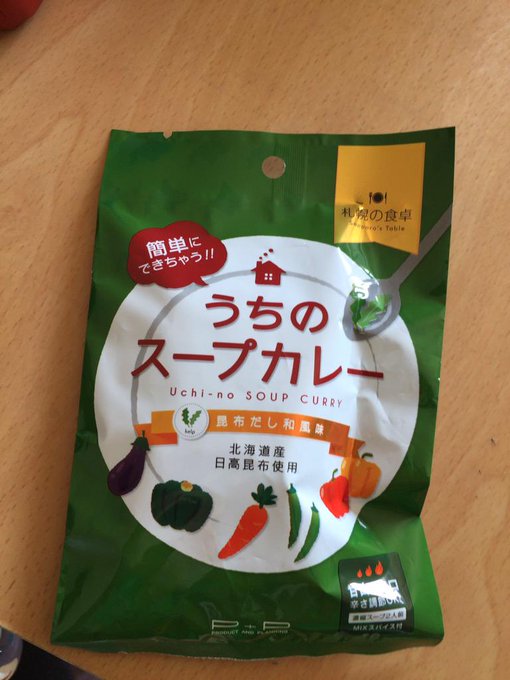 札幌の食卓
簡単に
できちゃう!!
うちの
スープカレー
Uchi-no SOUP CURRY
kelp
昆布だし和風味
北海道産
日高昆布使用
辛さ調節OK!
濃縮スープ2人前
MIXスパイス付
P+P
PRODUCT AND PLANNING